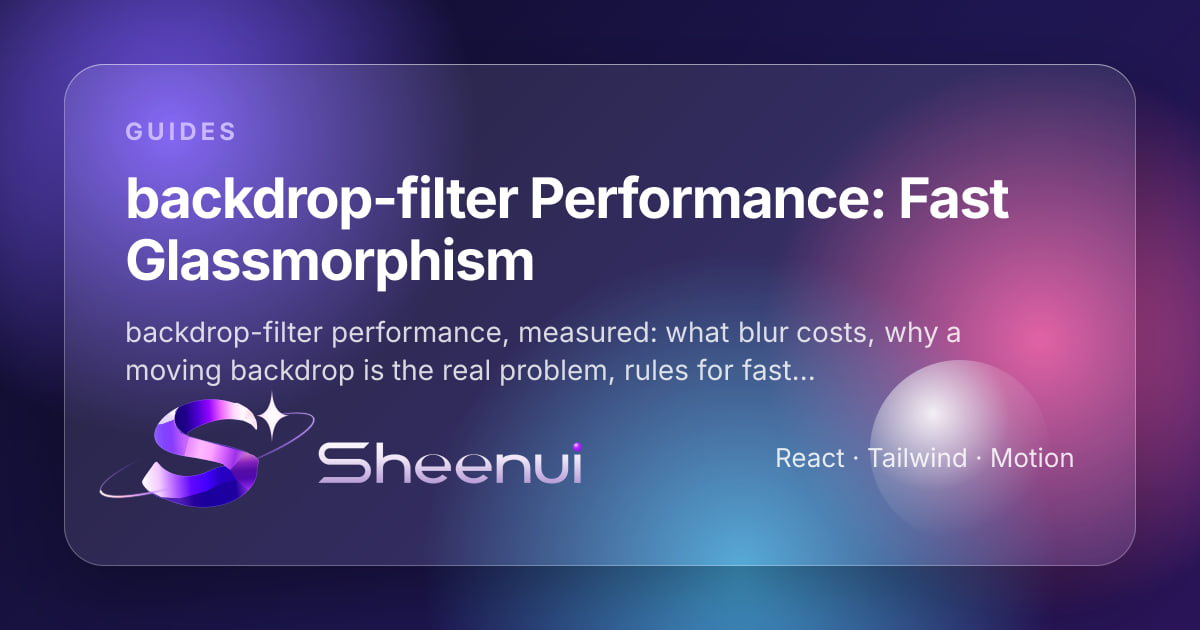 GUIDES
backdrop-filter Performance: Fast
Glassmorphism
backdrop-filter performance, measured: what blur costs, why a
moving backdrop is the real problem, rules for fast...
Sheenui
React · Tailwind · Motion